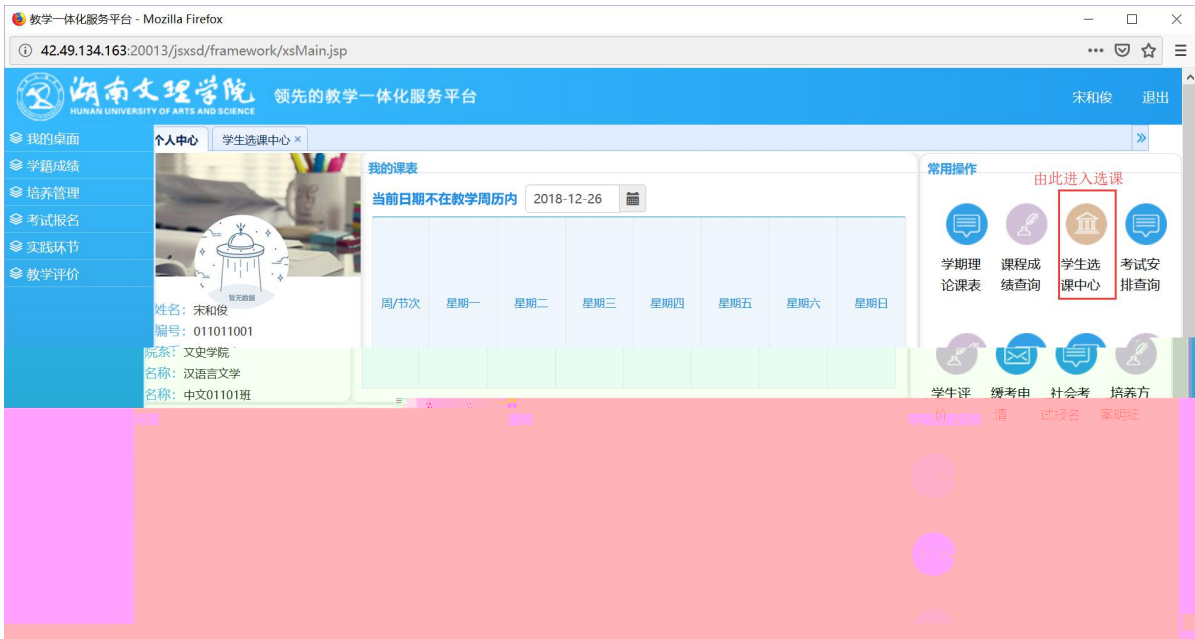 教学一体化服务平台 - Mozilla Firefox
42.49.134.163:20013/jsxsd/framework/xsMain.jsp
湖南文理学院
HUNAN UNIVERSITY OF ARTS AND SCIENCE
领先的教学一体化服务平台
宋和俊 退出
我的桌面
学籍成绩
培养管理
考试报名
实践环节
教学评价
个人中心 学生选课中心 ×
暂无数据
姓名：宋和俊
编号：011011001
院系：文史学院
名称：汉语言文学
名称：中文01101班
我的课表
当前日期不在教学周历内 2018-12-26
周/节次 星期一 星期二 星期三 星期四 星期五 星期六 星期日
常用操作
由此进入选课
学期理论课表
课程成绩查询
学生选课中心
考试安排查询
学生评价
缓考申请
社会考试报名
培养方案明细